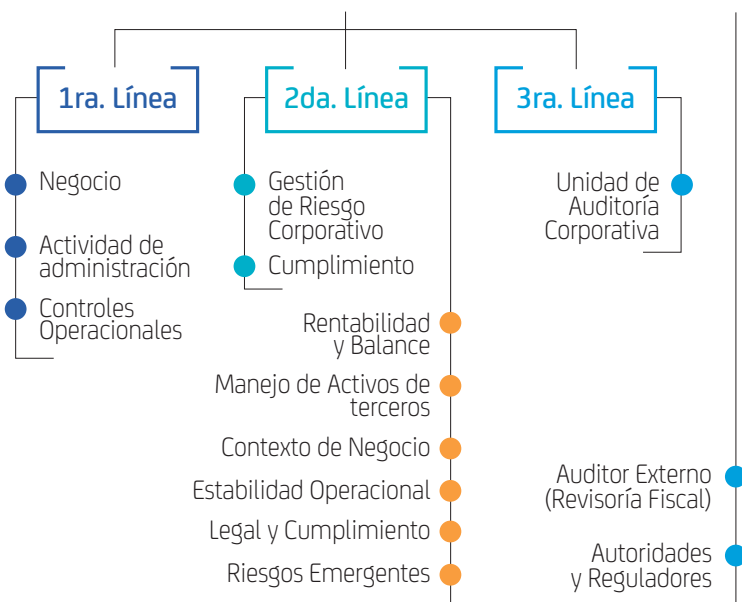 1ra. Línea
Negocio
Actividad de
administración
Controles
Operacionales
2da. Línea
Gestión
de Riesgo
Corporativo
Cumplimiento
Rentabilidad
y Balance
Manejo de Activos de
terceros
Contexto de Negocio
Estabilidad Operacional
Legal y Cumplimiento
Riesgos Emergentes
3ra. Línea
Unidad de
Auditoría
Corporativa
Auditor Externo
(Revisoría Fiscal)
Autoridades
y Reguladores